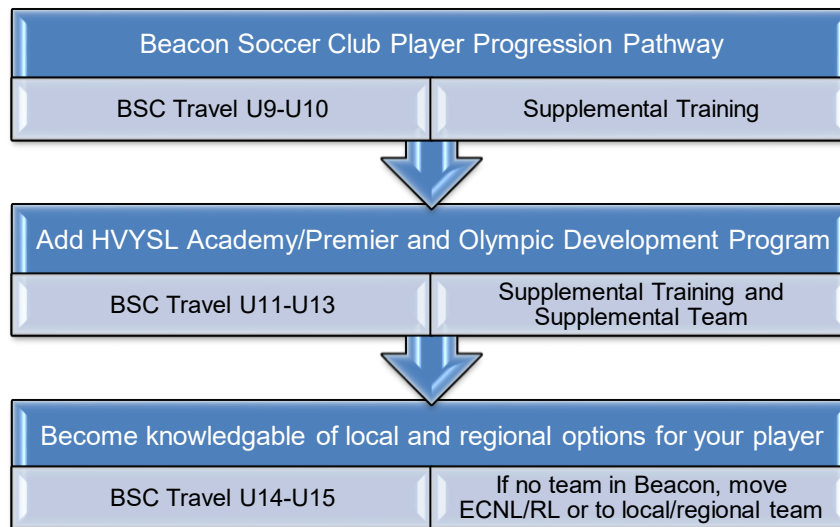 Beacon Soccer Club Player Progression Pathway
BSC Travel U9-U10
Supplemental Training
Add HVYSL Academy/Premier and Olympic Development Program
BSC Travel U11-U13
Supplemental Training and
Supplemental Team
Become knowledgable of local and regional options for your player
BSC Travel U14-U15
If no team in Beacon, move
ECNL/RL or to local/regional team